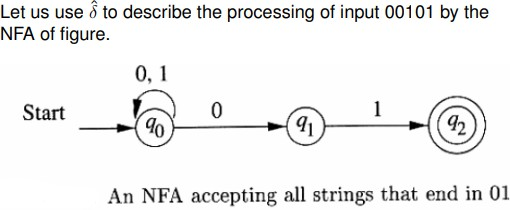 Let us use δ̂ to describe the processing of input 00101 by the
NFA of figure.
0, 1
Start
q0
0
q1
1
q2
An NFA accepting all strings that end in 01